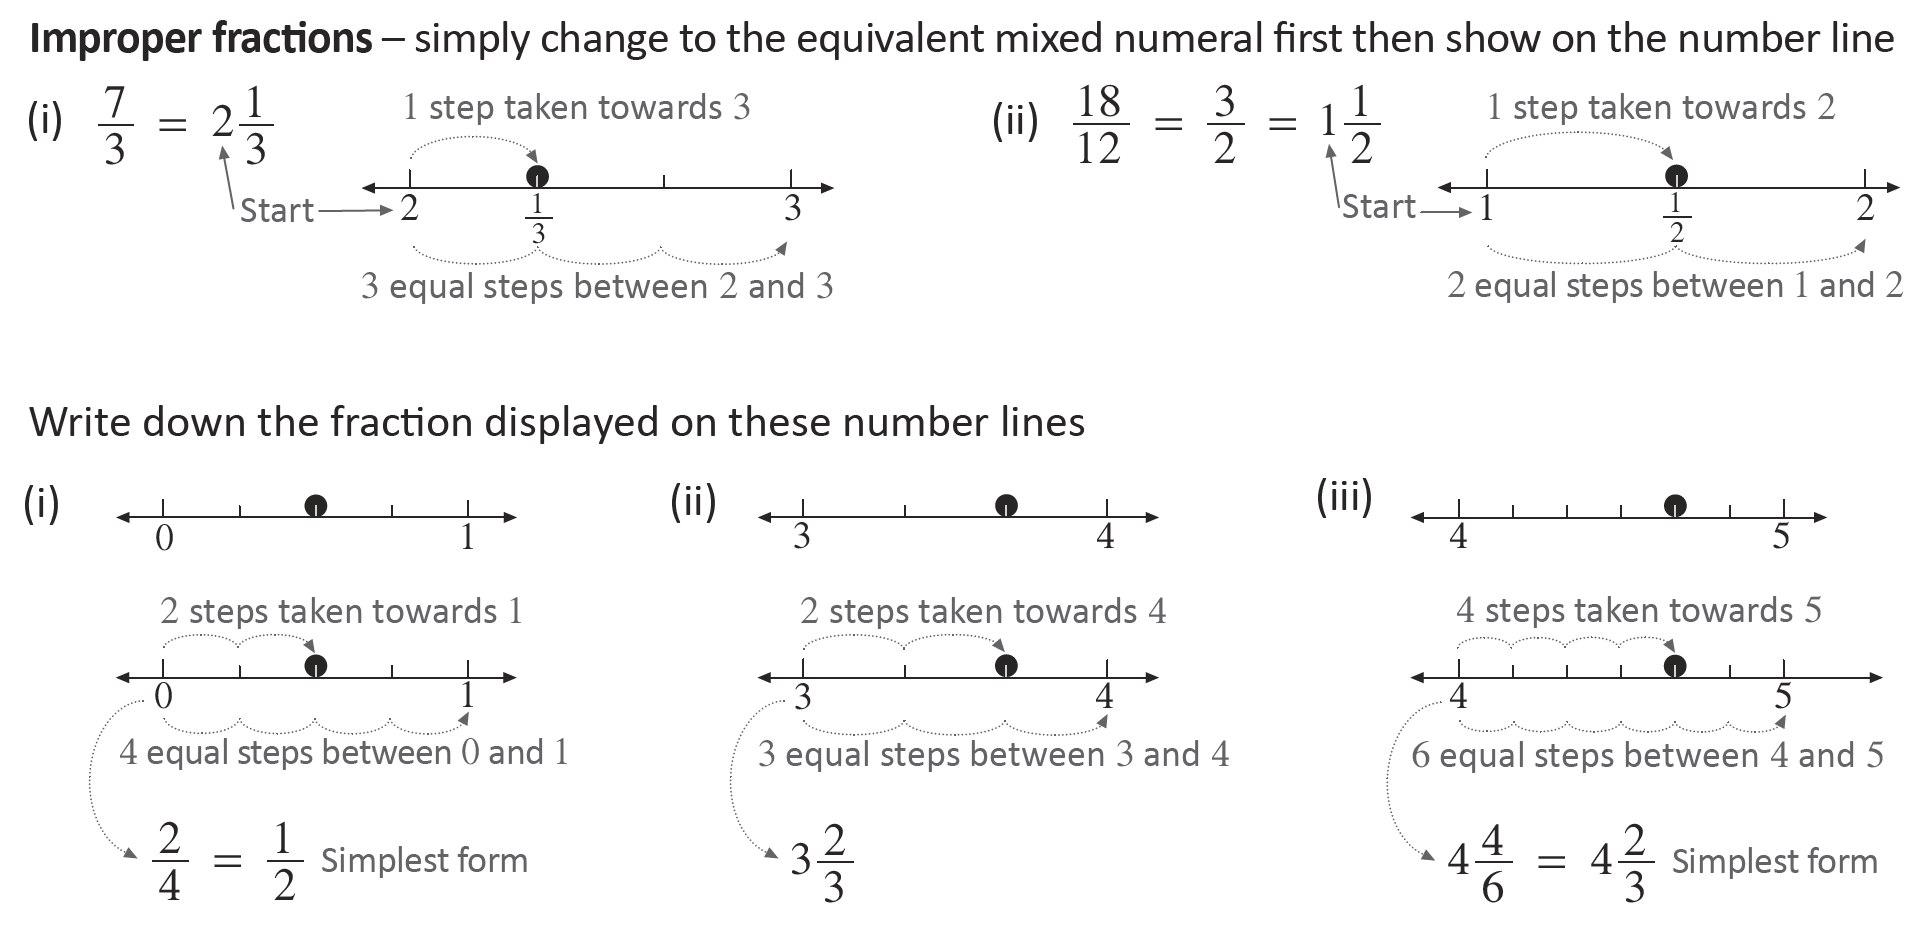 Improper fractions – simply change to the equivalent mixed numeral first then show on the number line
(i) 7/3 = 2 1/3
1 step taken towards 3
Start
2 1/3 3
3 equal steps between 2 and 3
(ii) 18/12 = 3/2 = 1 1/2
1 step taken towards 2
Start
1 1/2 2
2 equal steps between 1 and 2
Write down the fraction displayed on these number lines
(i)
0 1
2 steps taken towards 1
0 1
4 equal steps between 0 and 1
2/4 = 1/2 Simplest form
(ii)
3 4
2 steps taken towards 4
3 4
3 equal steps between 3 and 4
3 2/3
(iii)
4 5
4 steps taken towards 5
4 5
6 equal steps between 4 and 5
4 4/6 = 4 2/3 Simplest form